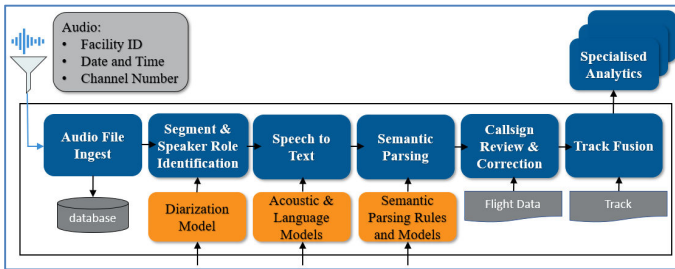 Audio:
• Facility ID
• Date and Time
• Channel Number
Specialised
Analytics
Audio File
Ingest
Segment &
Speaker Role
Identification
Speech to
Text
Semantic
Parsing
Callsign
Review &
Correction
Track Fusion
database
Diarization
Model
Acoustic &
Language
Models
Semantic
Parsing Rules
and Models
Flight Data
Track